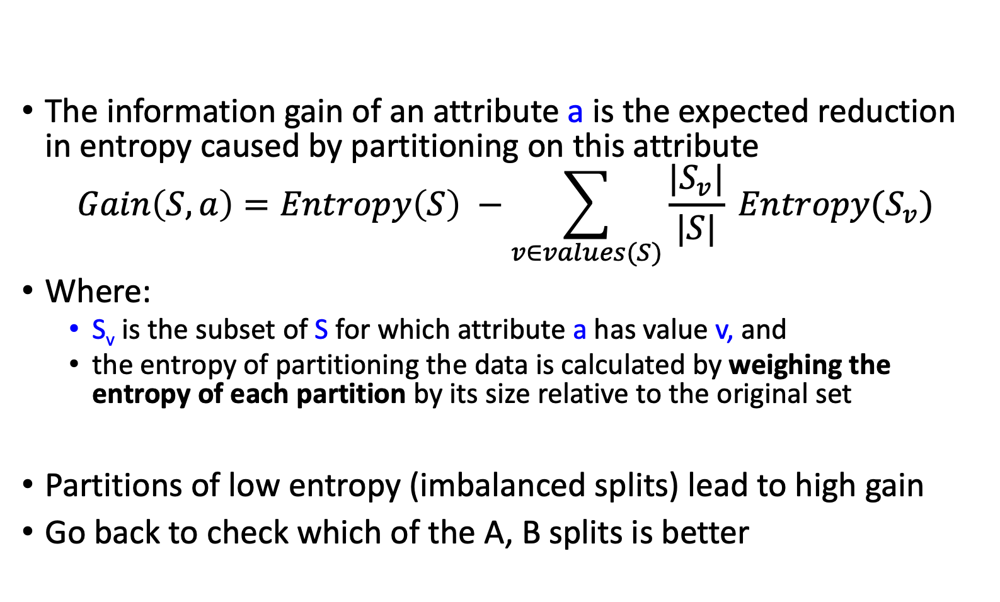 • The information gain of an attribute a is the expected reduction
in entropy caused by partitioning on this attribute
Gain(S, a) = Entropy(S) − ∑_{v∈values(S)} |S_v|/|S| Entropy(S_v)
• Where:
• S_v is the subset of S for which attribute a has value v, and
• the entropy of partitioning the data is calculated by weighing the
entropy of each partition by its size relative to the original set
• Partitions of low entropy (imbalanced splits) lead to high gain
• Go back to check which of the A, B splits is better